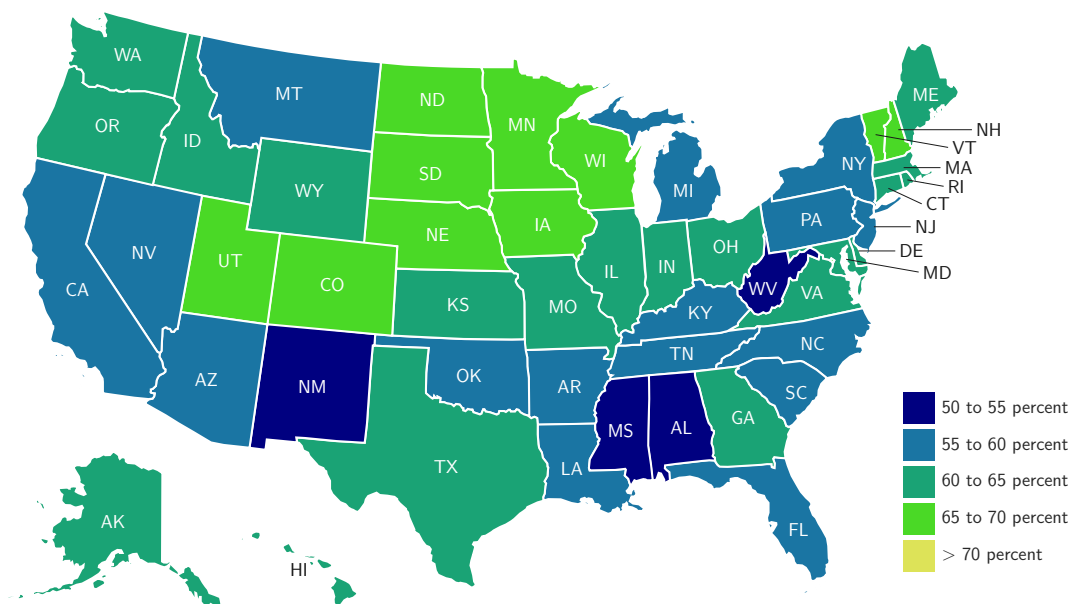 WA
MT
ND
MN
ME
OR
ID
SD
WI
NH
VT
WY
MI
NY
MA
RI
CT
NE
IA
PA
NJ
NV
UT
OH
DE
CO
IL
IN
MD
CA
KS
MO
WV
VA
KY
AZ
NM
OK
AR
TN
NC
SC
MS
AL
GA
TX
LA
FL
AK
HI
50 to 55 percent
55 to 60 percent
60 to 65 percent
65 to 70 percent
> 70 percent